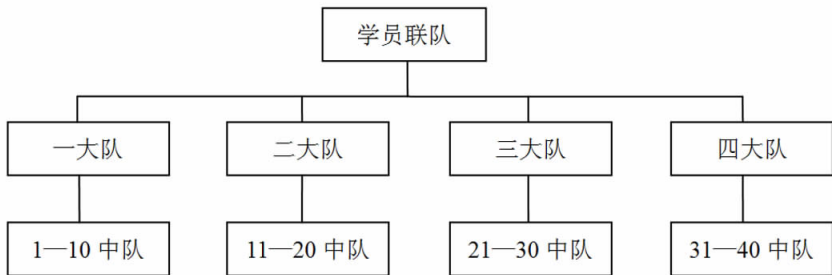 学员联队
一大队
二大队
三大队
四大队
1—10 中队
11—20 中队
21—30 中队
31—40 中队